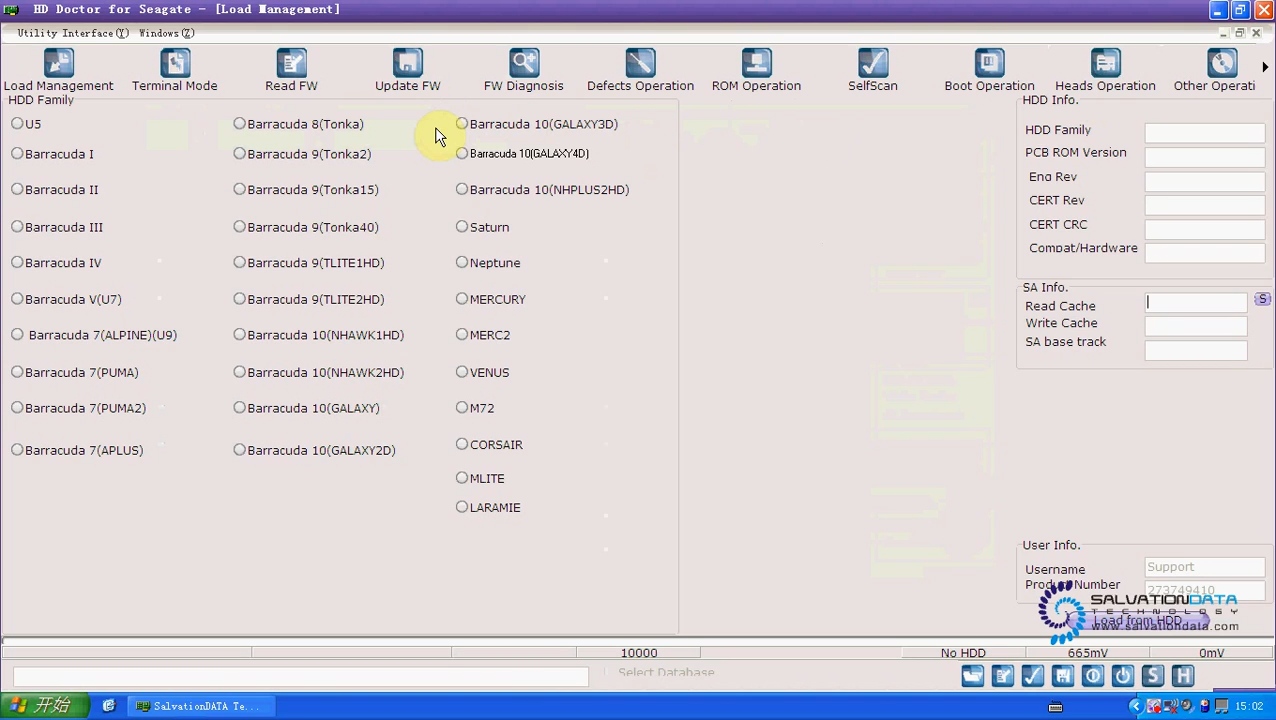 HD Doctor for Seagate - [Load Management]
Utility Interface(Y) Windows(Z)
Load Management Terminal Mode Read FW Update FW FW Diagnosis Defects Operation ROM Operation SelfScan Boot Operation Heads Operation Other Operati
HDD Family
U5
Barracuda I
Barracuda II
Barracuda III
Barracuda IV
Barracuda V(U7)
Barracuda 7(ALPINE)(U9)
Barracuda 7(PUMA)
Barracuda 7(PUMA2)
Barracuda 7(APLUS)
Barracuda 8(Tonka)
Barracuda 9(Tonka2)
Barracuda 9(Tonka15)
Barracuda 9(Tonka40)
Barracuda 9(TLITE1HD)
Barracuda 9(TLITE2HD)
Barracuda 10(NHAWK1HD)
Barracuda 10(NHAWK2HD)
Barracuda 10(GALAXY)
Barracuda 10(GALAXY2D)
Barracuda 10(GALAXY3D)
Barracuda 10(GALAXY4D)
Barracuda 10(NHPLUS2HD)
Saturn
Neptune
MERCURY
MERC2
VENUS
M72
CORSAIR
MLITE
LARAMIE
HDD Info.
HDD Family
PCB ROM Version
Eng Rev
CERT Rev
CERT CRC
Compat/Hardware
SA Info.
Read Cache
S
Write Cache
SA base track
User Info.
Username Support
Product Number 273749410
SALVATIONDATA
TECHNOLOGY
Load from HDD
www.salvationdata.com
10000 No HDD 665mV 0mV
Select Database
S H
开始 SalvationDATA Te... 15:02